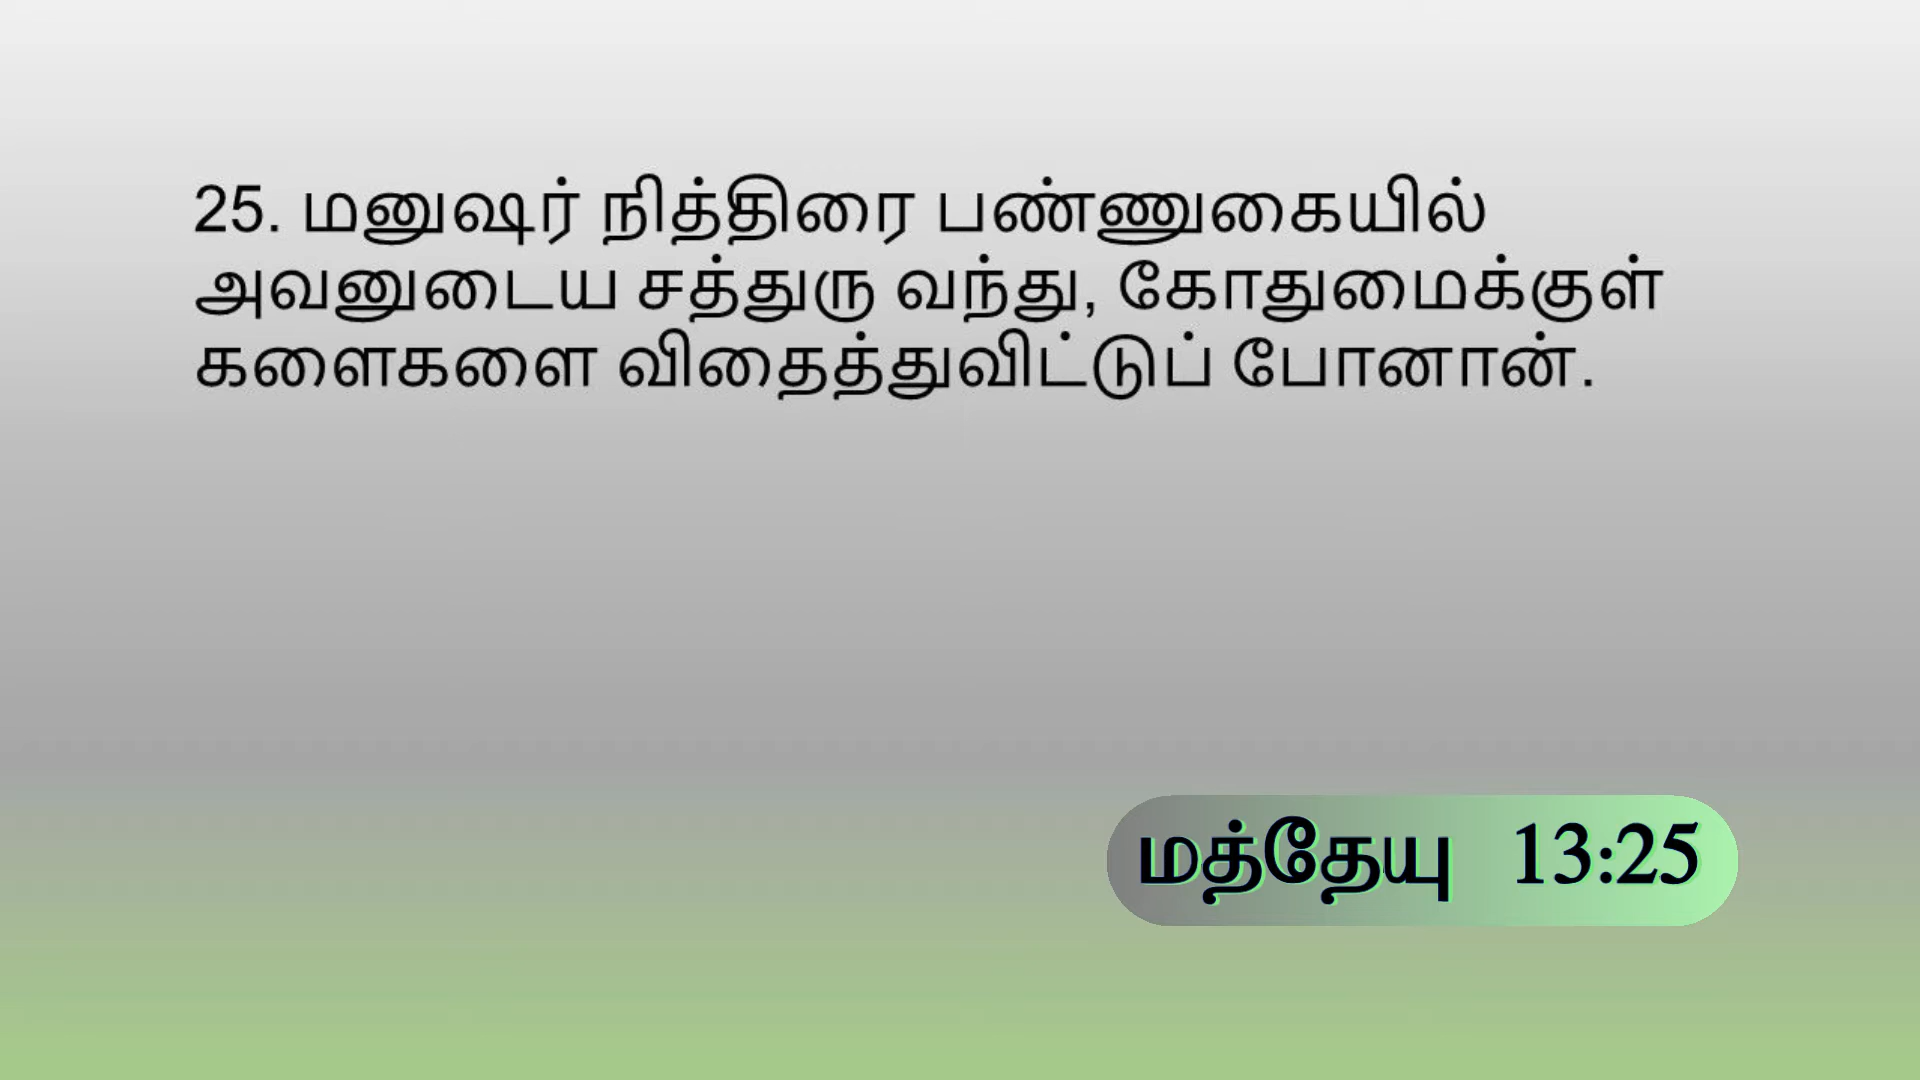 25. மனுஷர் நித்திரை பண்ணுகையில்
அவனுடைய சத்துரு வந்து, கோதுமைக்குள்
களைகளை விதைத்துவிட்டுப் போனான்.
மத்தேயு 13:25